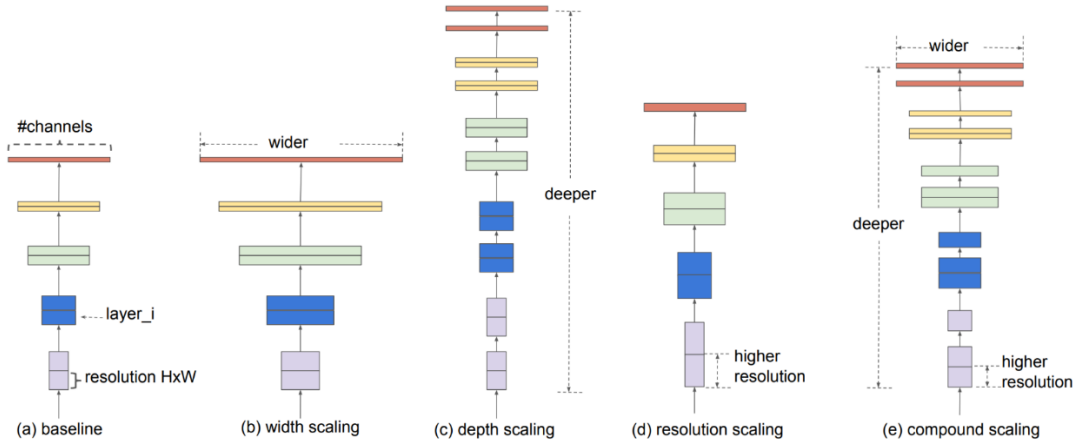 #channels
layer_i
resolution HxW
(a) baseline
wider
(b) width scaling
deeper
(c) depth scaling
higher
resolution
(d) resolution scaling
wider
deeper
higher
resolution
(e) compound scaling